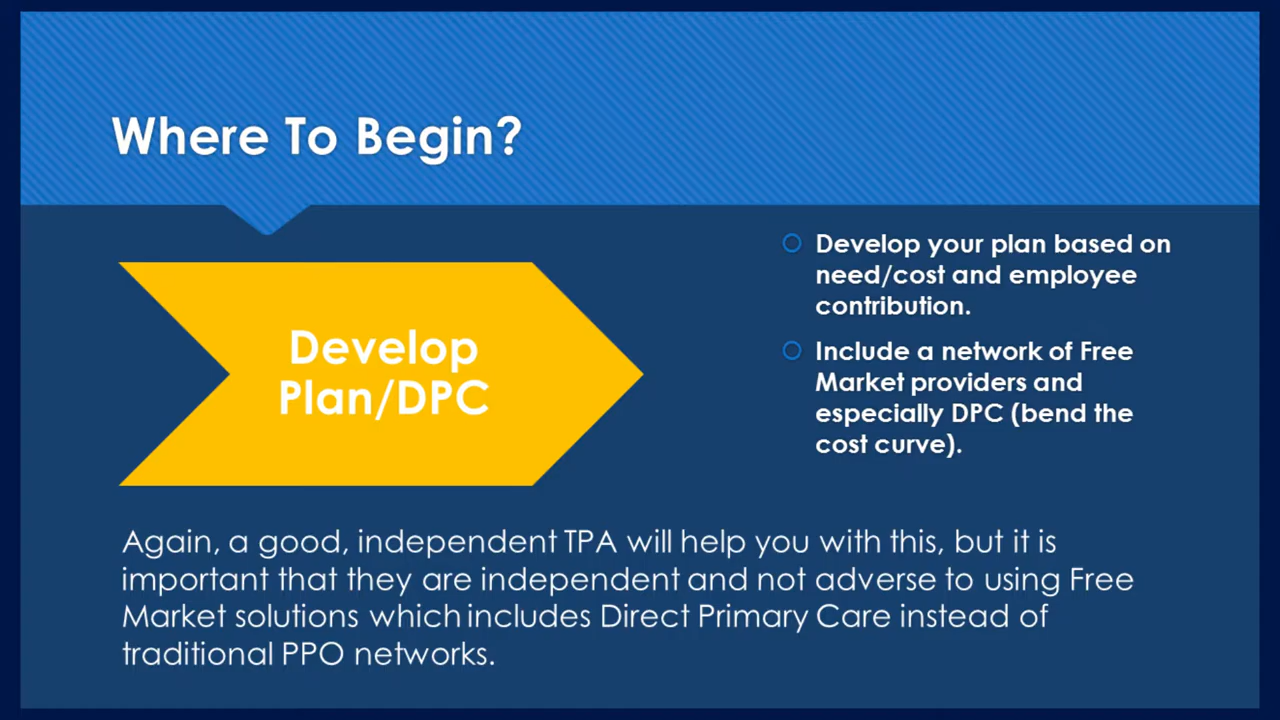 Where To Begin?
Develop
Plan/DPC
Develop your plan based on
need/cost and employee
contribution.
Include a network of Free
Market providers and
especially DPC (bend the
cost curve).
Again, a good, independent TPA will help you with this, but it is
important that they are independent and not adverse to using Free
Market solutions which includes Direct Primary Care instead of
traditional PPO networks.